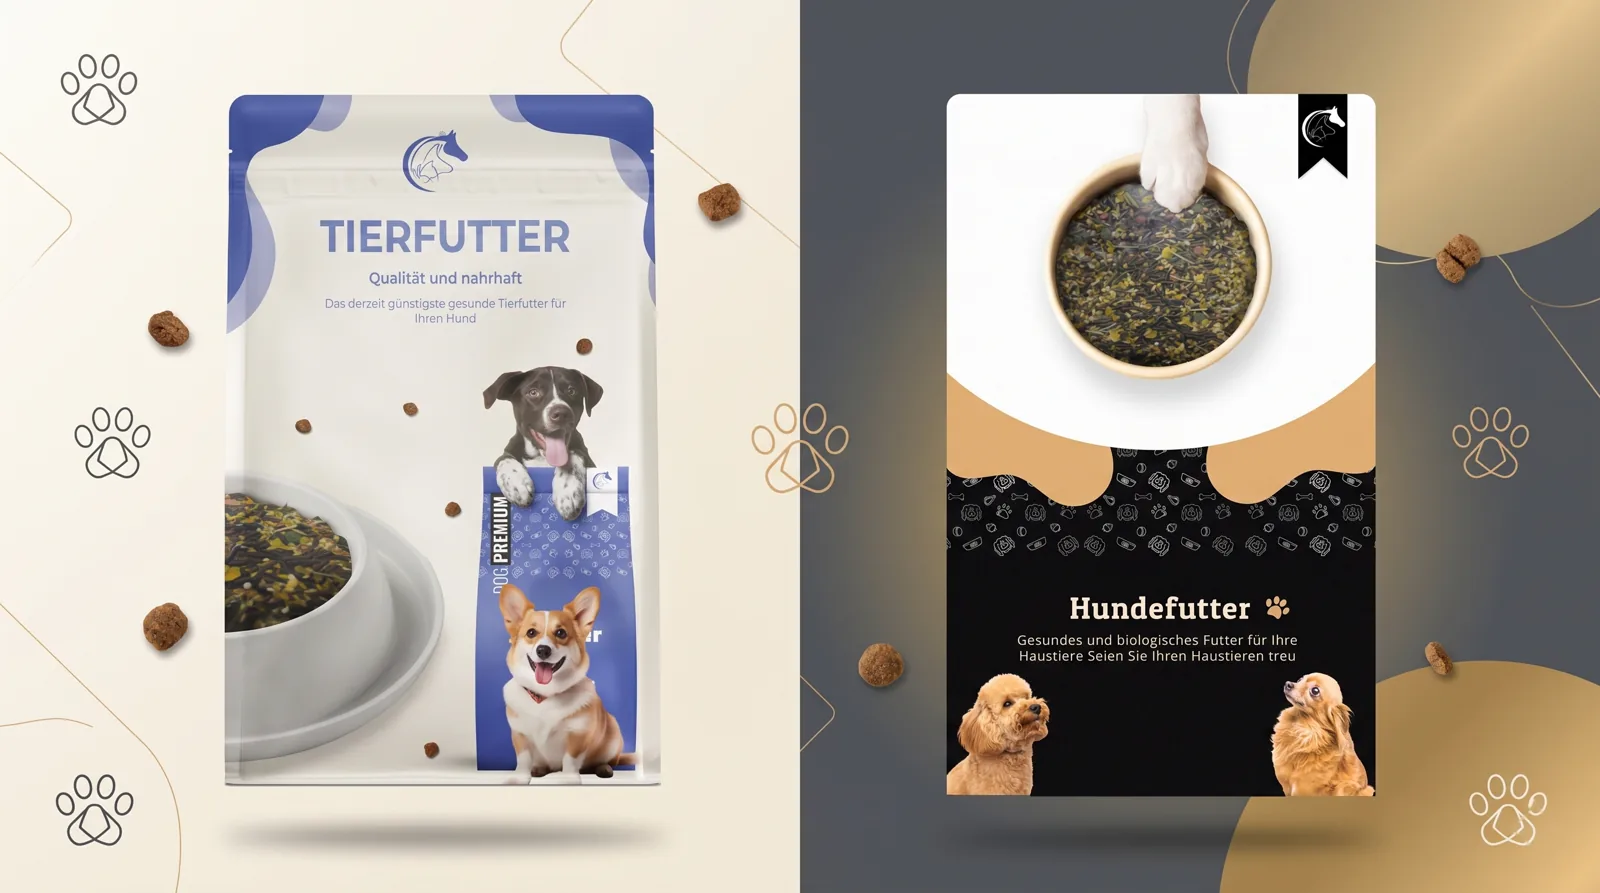 TIERFUTTER
Qualität und nahrhaft
Das derzeit günstigste gesunde Tierfutter für
Ihren Hund
DOG PREMIUM
Hundefutter
Gesundes und biologisches Futter für Ihre
Haustiere Seien Sie Ihren Haustieren treu